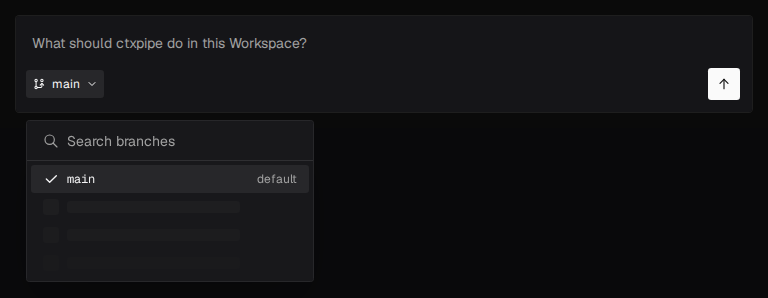 What should ctxpipe do in this Workspace?
main
Search branches
main default